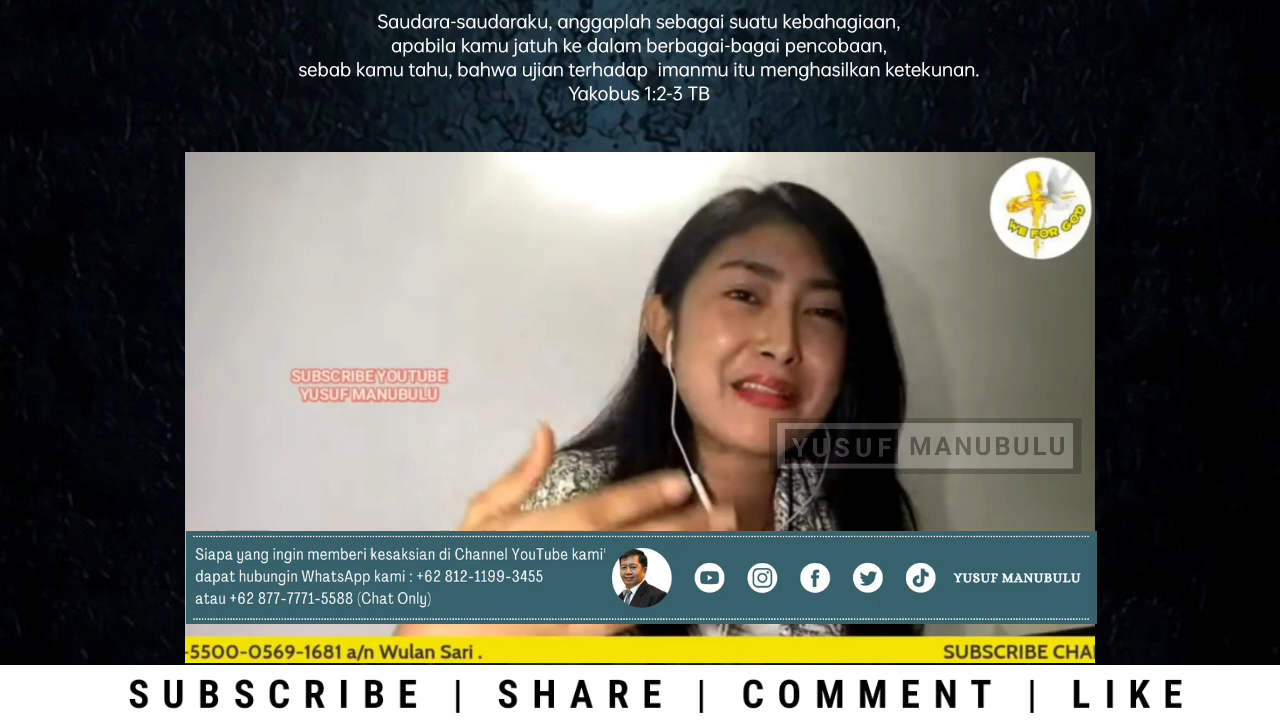 Saudara-saudaraku, anggaplah sebagai suatu kebahagiaan,
apabila kamu jatuh ke dalam berbagai-bagai pencobaan,
sebab kamu tahu, bahwa ujian terhadap  imanmu itu menghasilkan ketekunan.
Yakobus 1:2-3 TB
WE FOR GOD
SUBSCRIBE YOUTUBE
YUSUF MANUBULU
YUSUF MANUBULU
Siapa yang ingin memberi kesaksian di Channel YouTube kami'
dapat hubungin WhatsApp kami : +62 812-1199-3455
atau +62 877-7771-5588 (Chat Only)
YUSUF MANUBULU
-5500-0569-1681 a/n Wulan Sari . SUBSCRIBE CHA
SUBSCRIBE | SHARE | COMMENT | LIKE